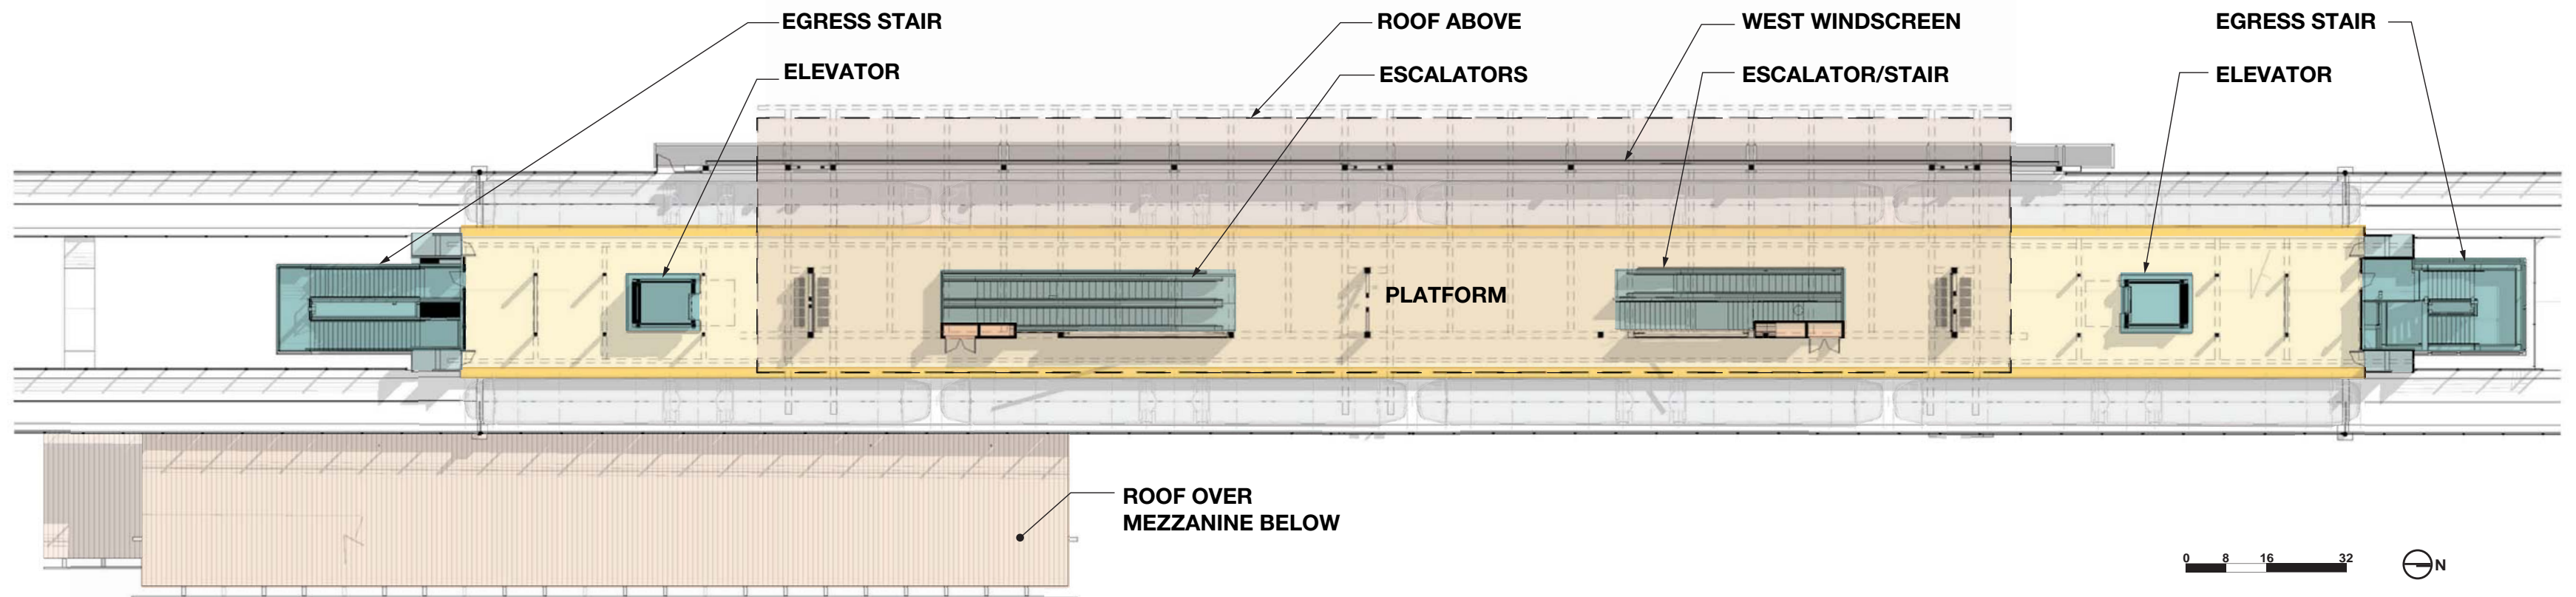 EGRESS STAIR
ROOF ABOVE
WEST WINDSCREEN
EGRESS STAIR
ELEVATOR
ESCALATORS
ESCALATOR/STAIR
ELEVATOR
PLATFORM
ROOF OVER
MEZZANINE BELOW
0 8 16 32
N